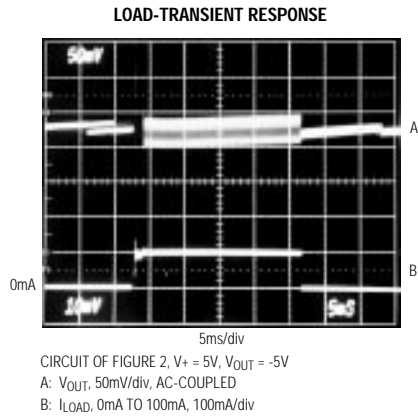 LOAD-TRANSIENT RESPONSE
50mV
A
B
0mA
10mV
5mS
5ms/div
CIRCUIT OF FIGURE 2, V+ = 5V, VOUT = -5V
A: VOUT, 50mV/div, AC-COUPLED
B: ILOAD, 0mA TO 100mA, 100mA/div